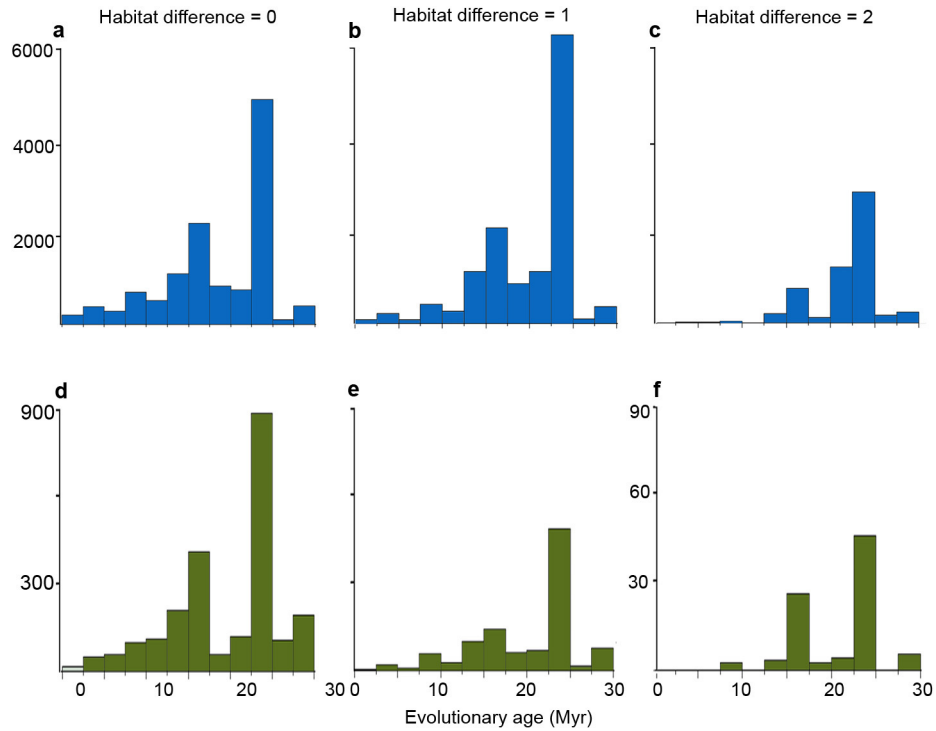 Habitat difference = 0 Habitat difference = 1 Habitat difference = 2
a b c
6000
4000
2000
d e f
900 90
60
300 30
0 10 20 30 0 10 20 30 0 10 20 30
Evolutionary age (Myr)